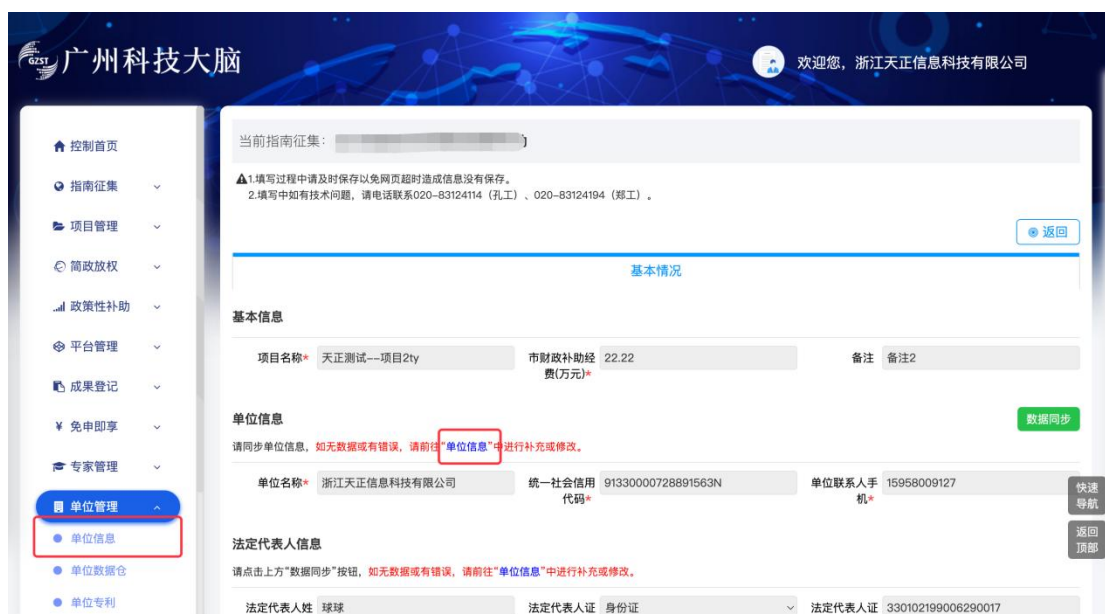 GZST 广州科技大脑
欢迎您，浙江天正信息科技有限公司
控制首页
指南征集
项目管理
简政放权
政策性补助
平台管理
成果登记
免申即享
专家管理
单位管理
单位信息
单位数据仓
单位专利
当前指南征集：
1.填写过程中请及时保存以免网页超时造成信息没有保存。
2.填写中如有技术问题，请电话联系020-83124114（孔工）、020-83124194（郑工）。
返回
基本情况
基本信息
项目名称* 天正测试--项目2ty 市财政补助经费(万元)* 22.22 备注 备注2
单位信息 数据同步
请同步单位信息，如无数据或有错误，请前往"单位信息"中进行补充或修改。
单位名称* 浙江天正信息科技有限公司 统一社会信用代码* 91330000728891563N 单位联系人手机* 15958009127
法定代表人信息
请点击上方"数据同步"按钮，如无数据或有错误，请前往"单位信息"中进行补充或修改。
法定代表人姓 球球 法定代表人证 身份证 法定代表人证 330102199006290017
快速
导航
返回
顶部